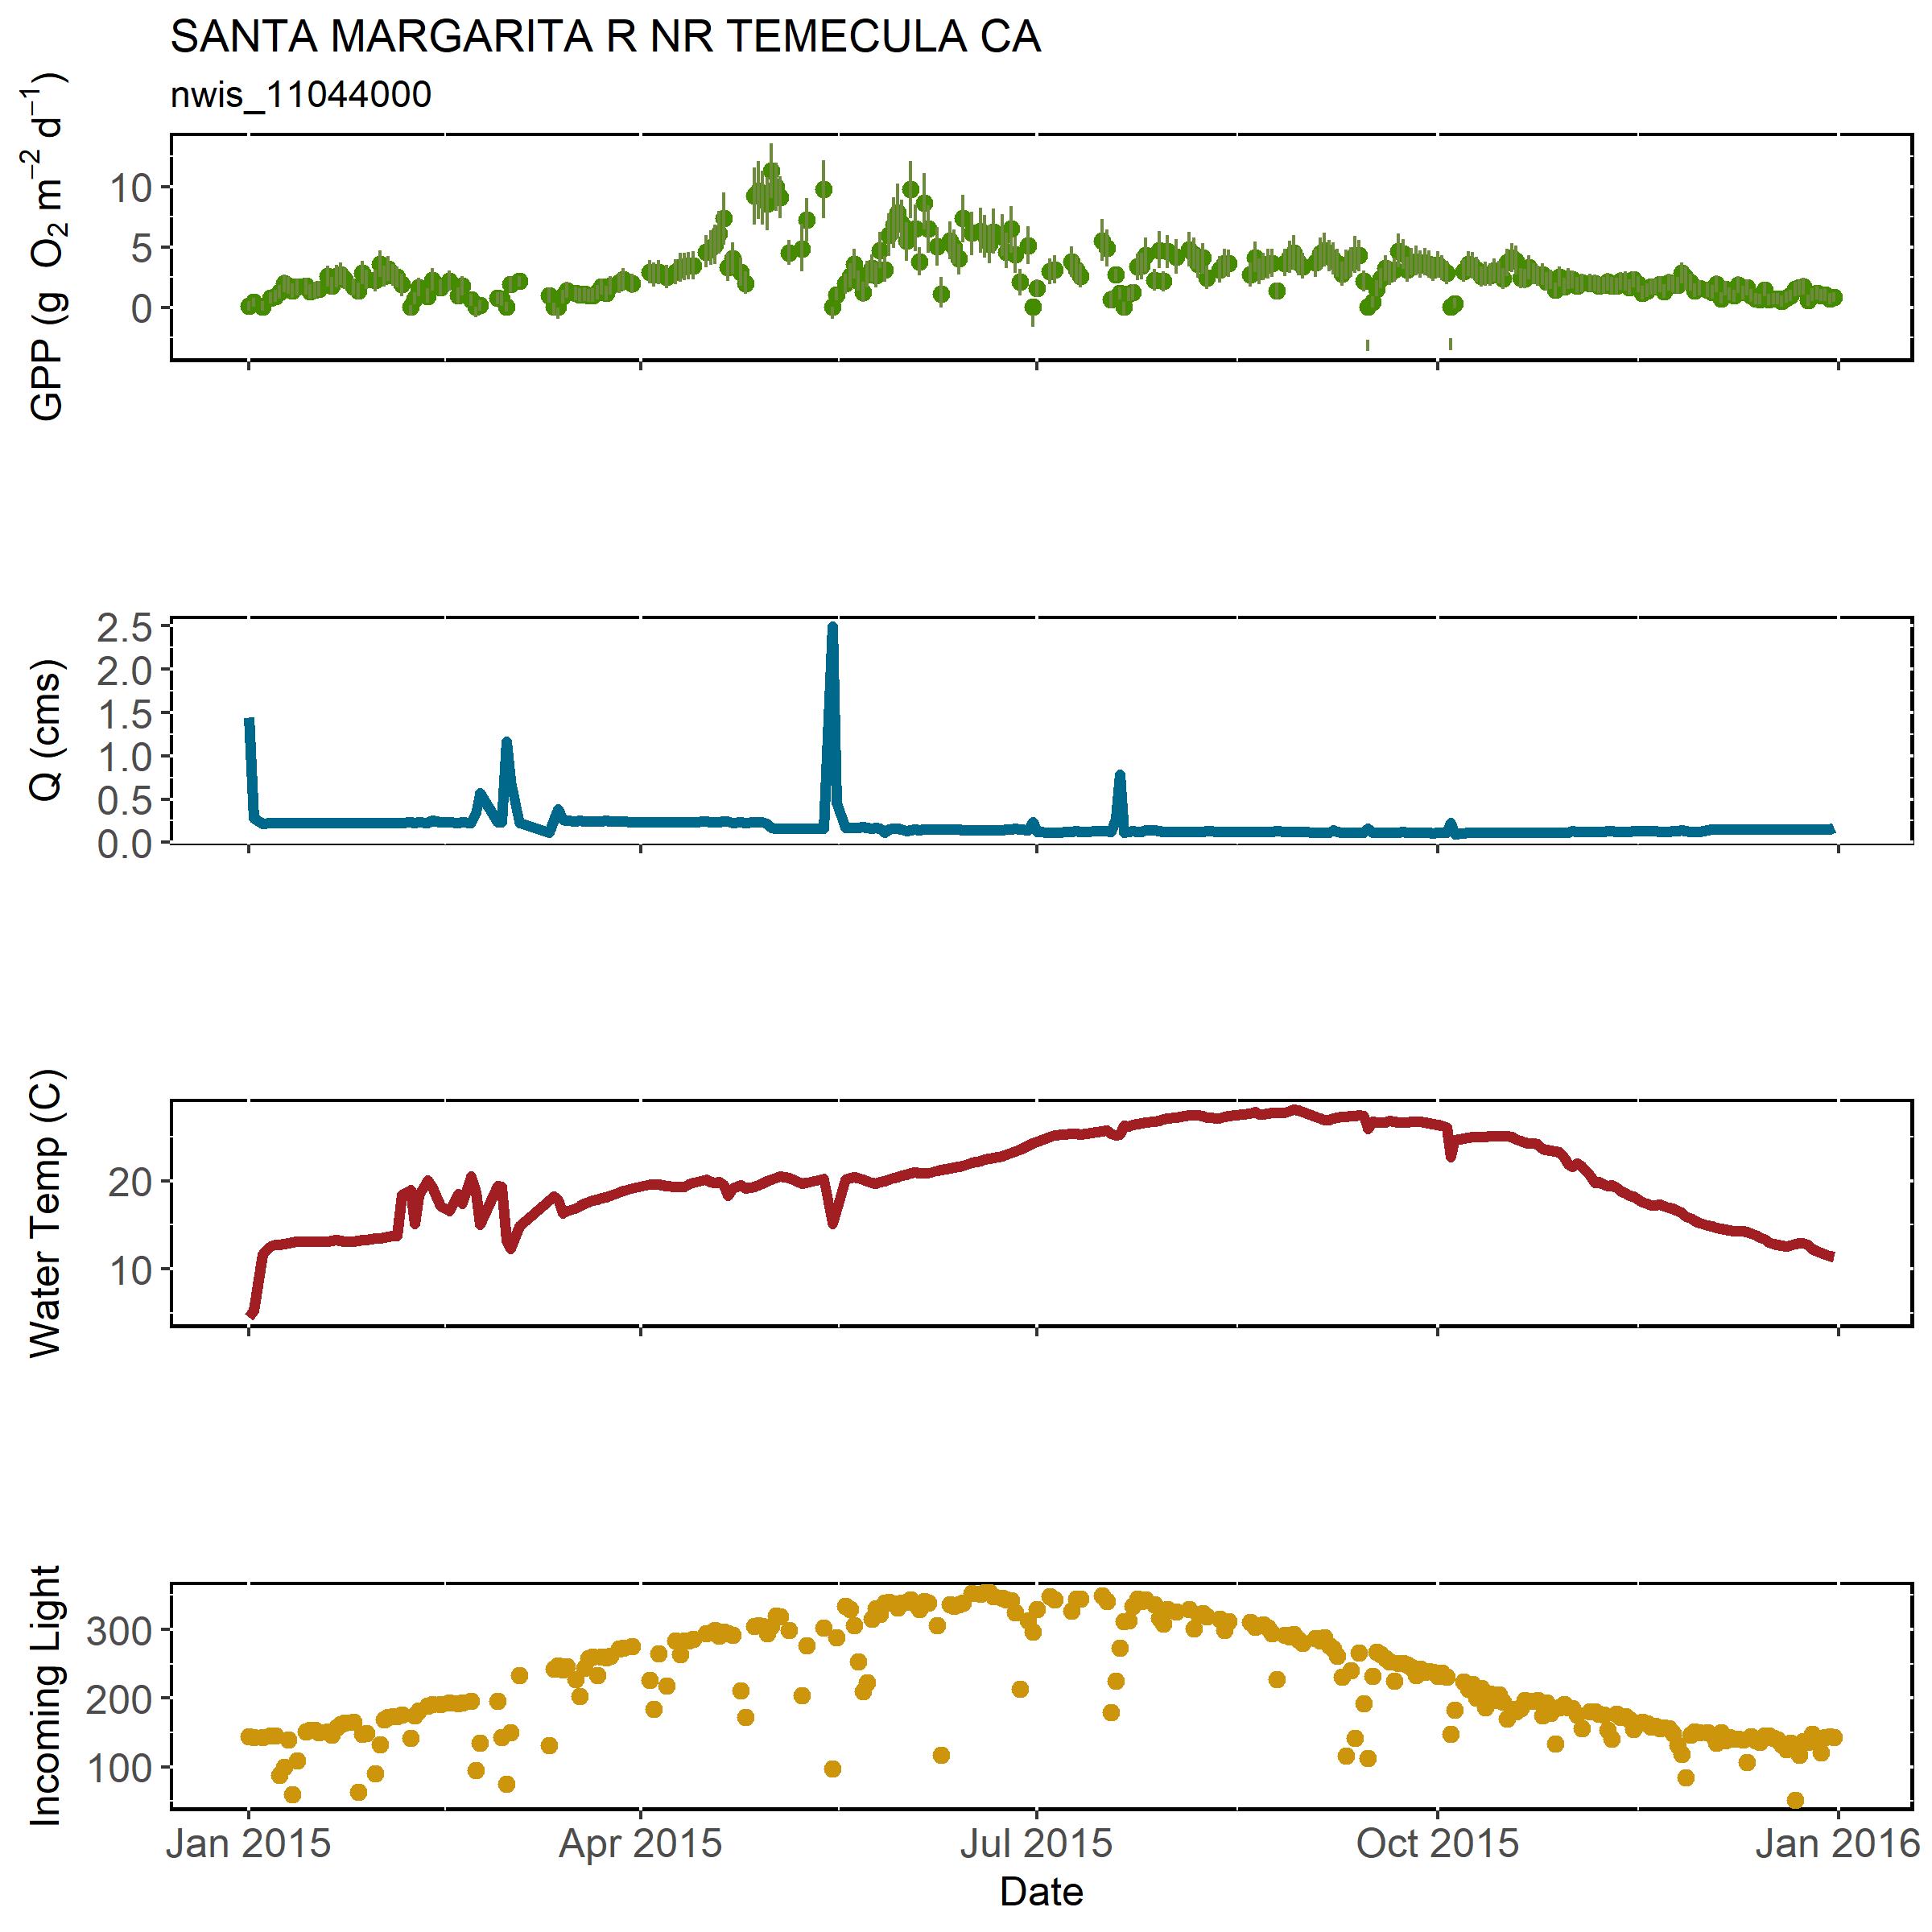 SANTA MARGARITA R NR TEMECULA CA
nwis_11044000
GPP (g O₂ m⁻² d⁻¹)
10
5
0
Q (cms)
2.5
2.0
1.5
1.0
0.5
0.0
Water Temp (C)
20
10
Incoming Light
300
200
100
Jan 2015 Apr 2015 Jul 2015 Oct 2015 Jan 2016
Date